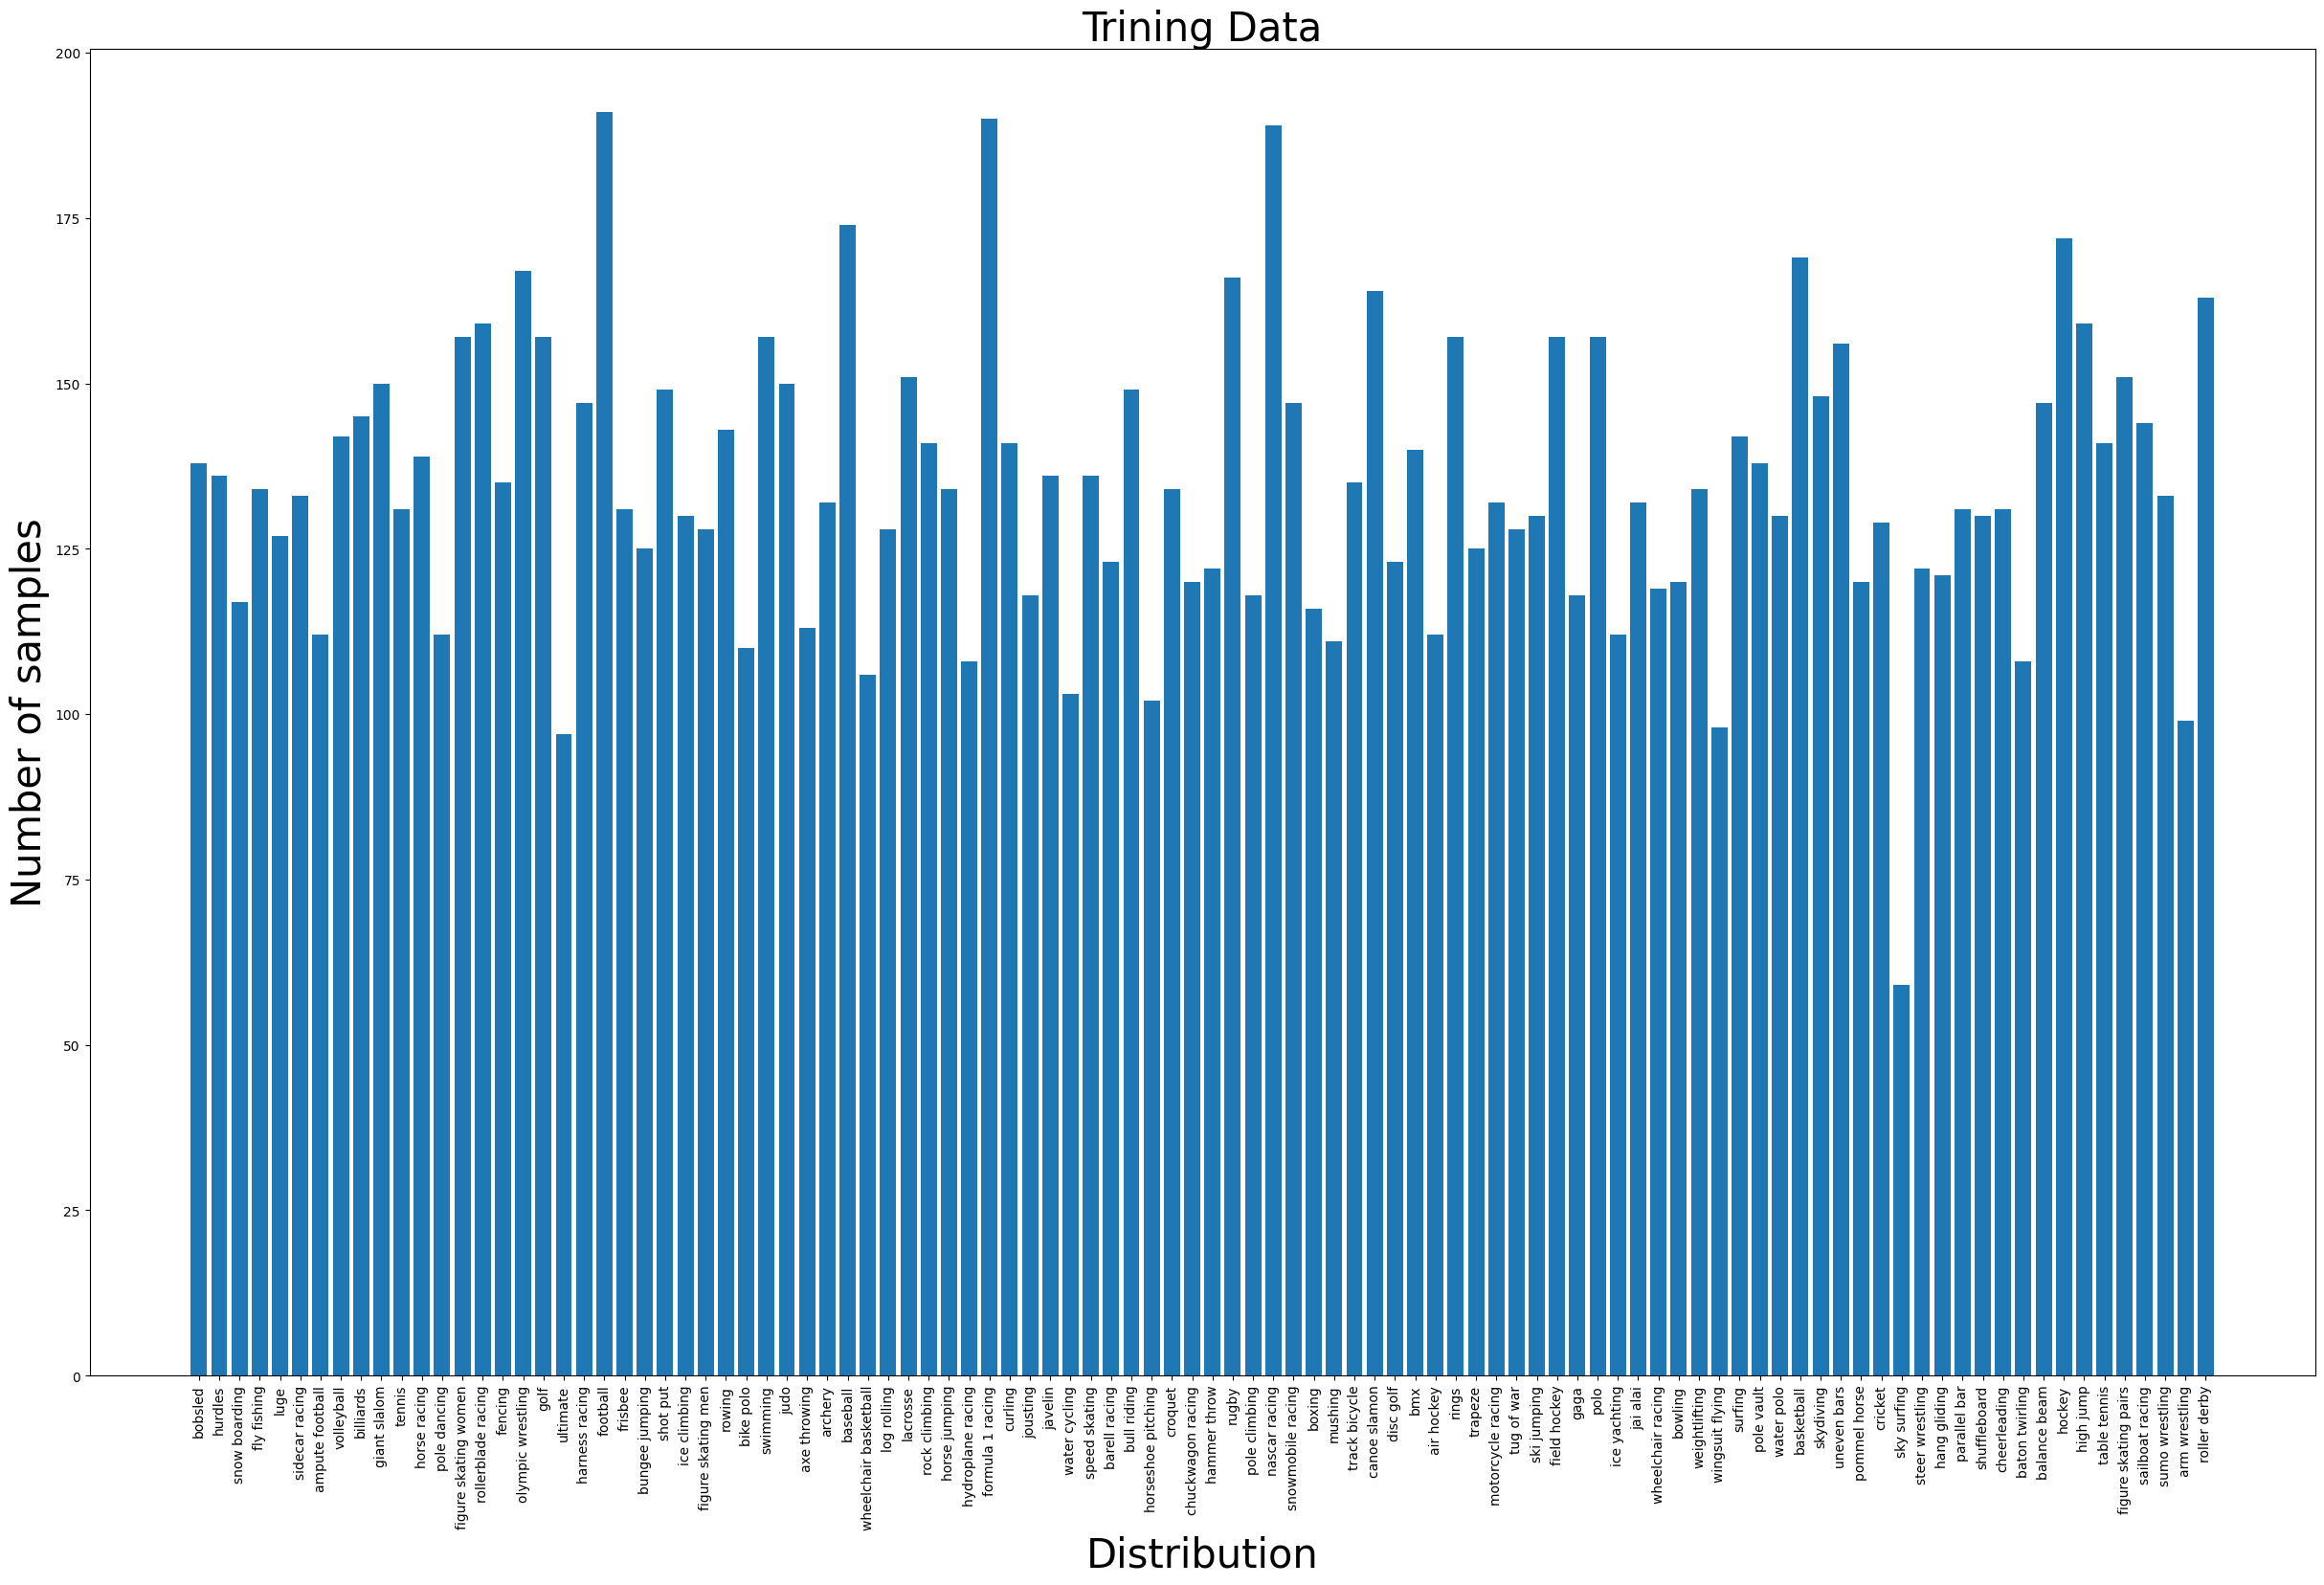 Trining Data
Number of samples
200
175
150
125
100
75
50
25
0
bobsled
hurdles
snow boarding
fly fishing
luge
sidecar racing
ampute football
volleyball
billiards
giant slalom
tennis
horse racing
pole dancing
figure skating women
rollerblade racing
fencing
olympic wrestling
golf
ultimate
harness racing
football
frisbee
bungee jumping
shot put
ice climbing
figure skating men
rowing
bike polo
swimming
judo
axe throwing
archery
baseball
wheelchair basketball
log rolling
lacrosse
rock climbing
horse jumping
hydroplane racing
formula 1 racing
curling
jousting
javelin
water cycling
speed skating
barell racing
bull riding
horseshoe pitching
croquet
chuckwagon racing
hammer throw
rugby
pole climbing
nascar racing
snowmobile racing
boxing
mushing
track bicycle
canoe slamon
disc golf
bmx
air hockey
rings
trapeze
motorcycle racing
tug of war
ski jumping
field hockey
gaga
polo
ice yachting
jai alai
wheelchair racing
bowling
weightlifting
wingsuit flying
surfing
pole vault
water polo
basketball
skydiving
uneven bars
pommel horse
cricket
sky surfing
steer wrestling
hang gliding
parallel bar
shuffleboard
cheerleading
baton twirling
balance beam
hockey
high jump
table tennis
figure skating pairs
sailboat racing
sumo wrestling
arm wrestling
roller derby
Distribution